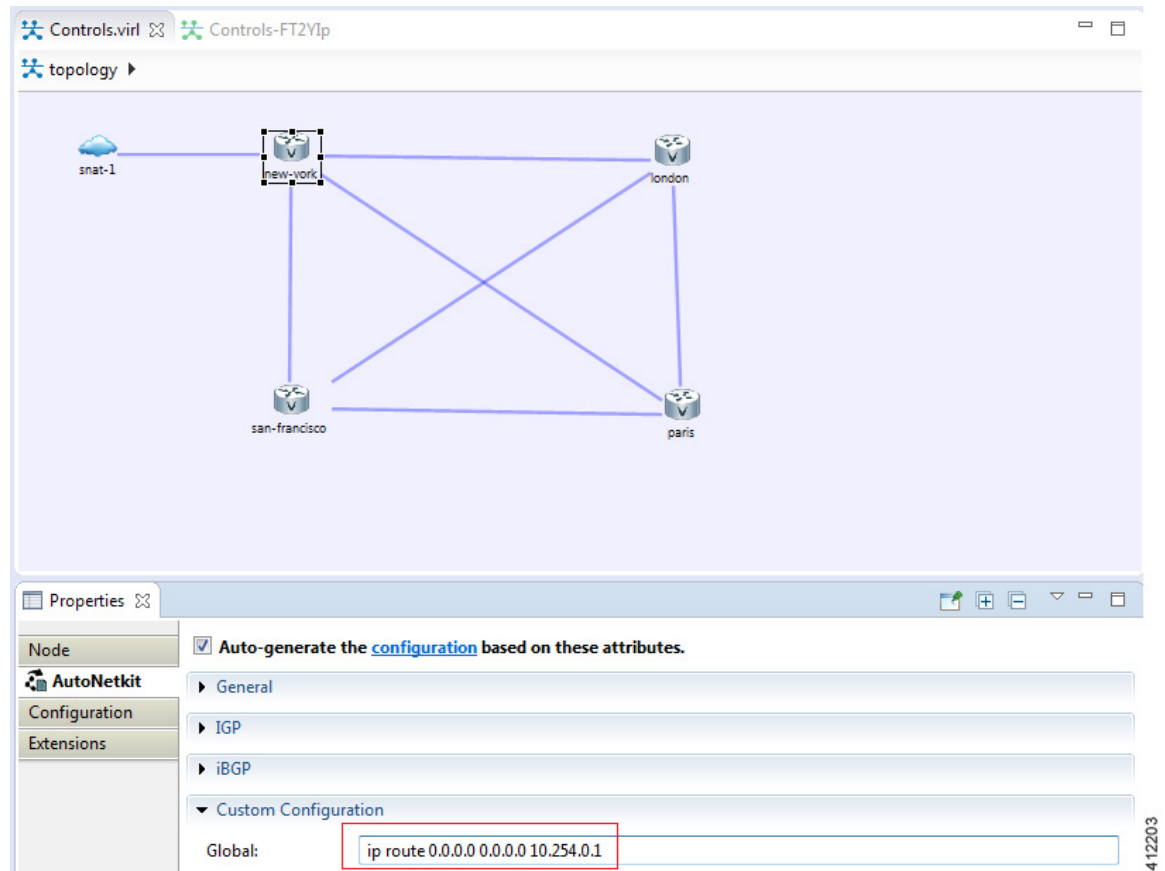 Controls.virl Controls-FT2YIp
topology
snat-1
new-york
london
san-francisco
paris
Properties
Node
AutoNetkit
Configuration
Extensions
Auto-generate the configuration based on these attributes.
General
IGP
iBGP
Custom Configuration
Global: ip route 0.0.0.0 0.0.0.0 10.254.0.1
412203